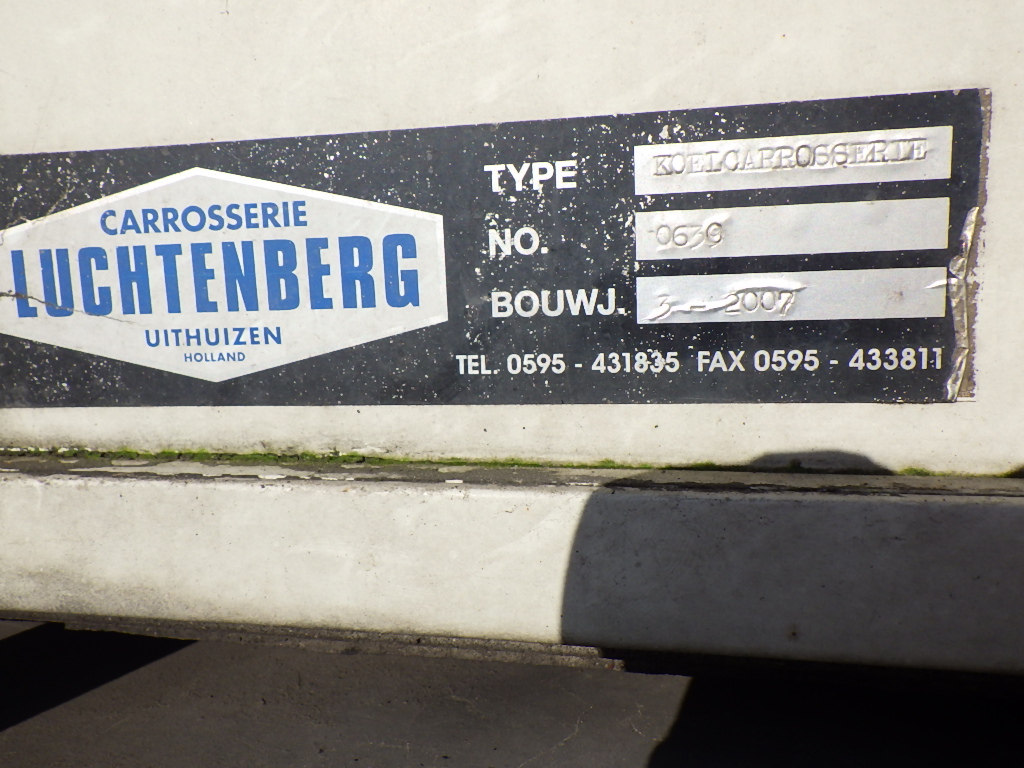 CARROSSERIE
LUCHTENBERG
UITHUIZEN
HOLLAND
TYPE KOELCARROSSERIE
NO. 0639
BOUWJ. 3 - 2007
TEL. 0595 - 431835 FAX 0595 - 433811